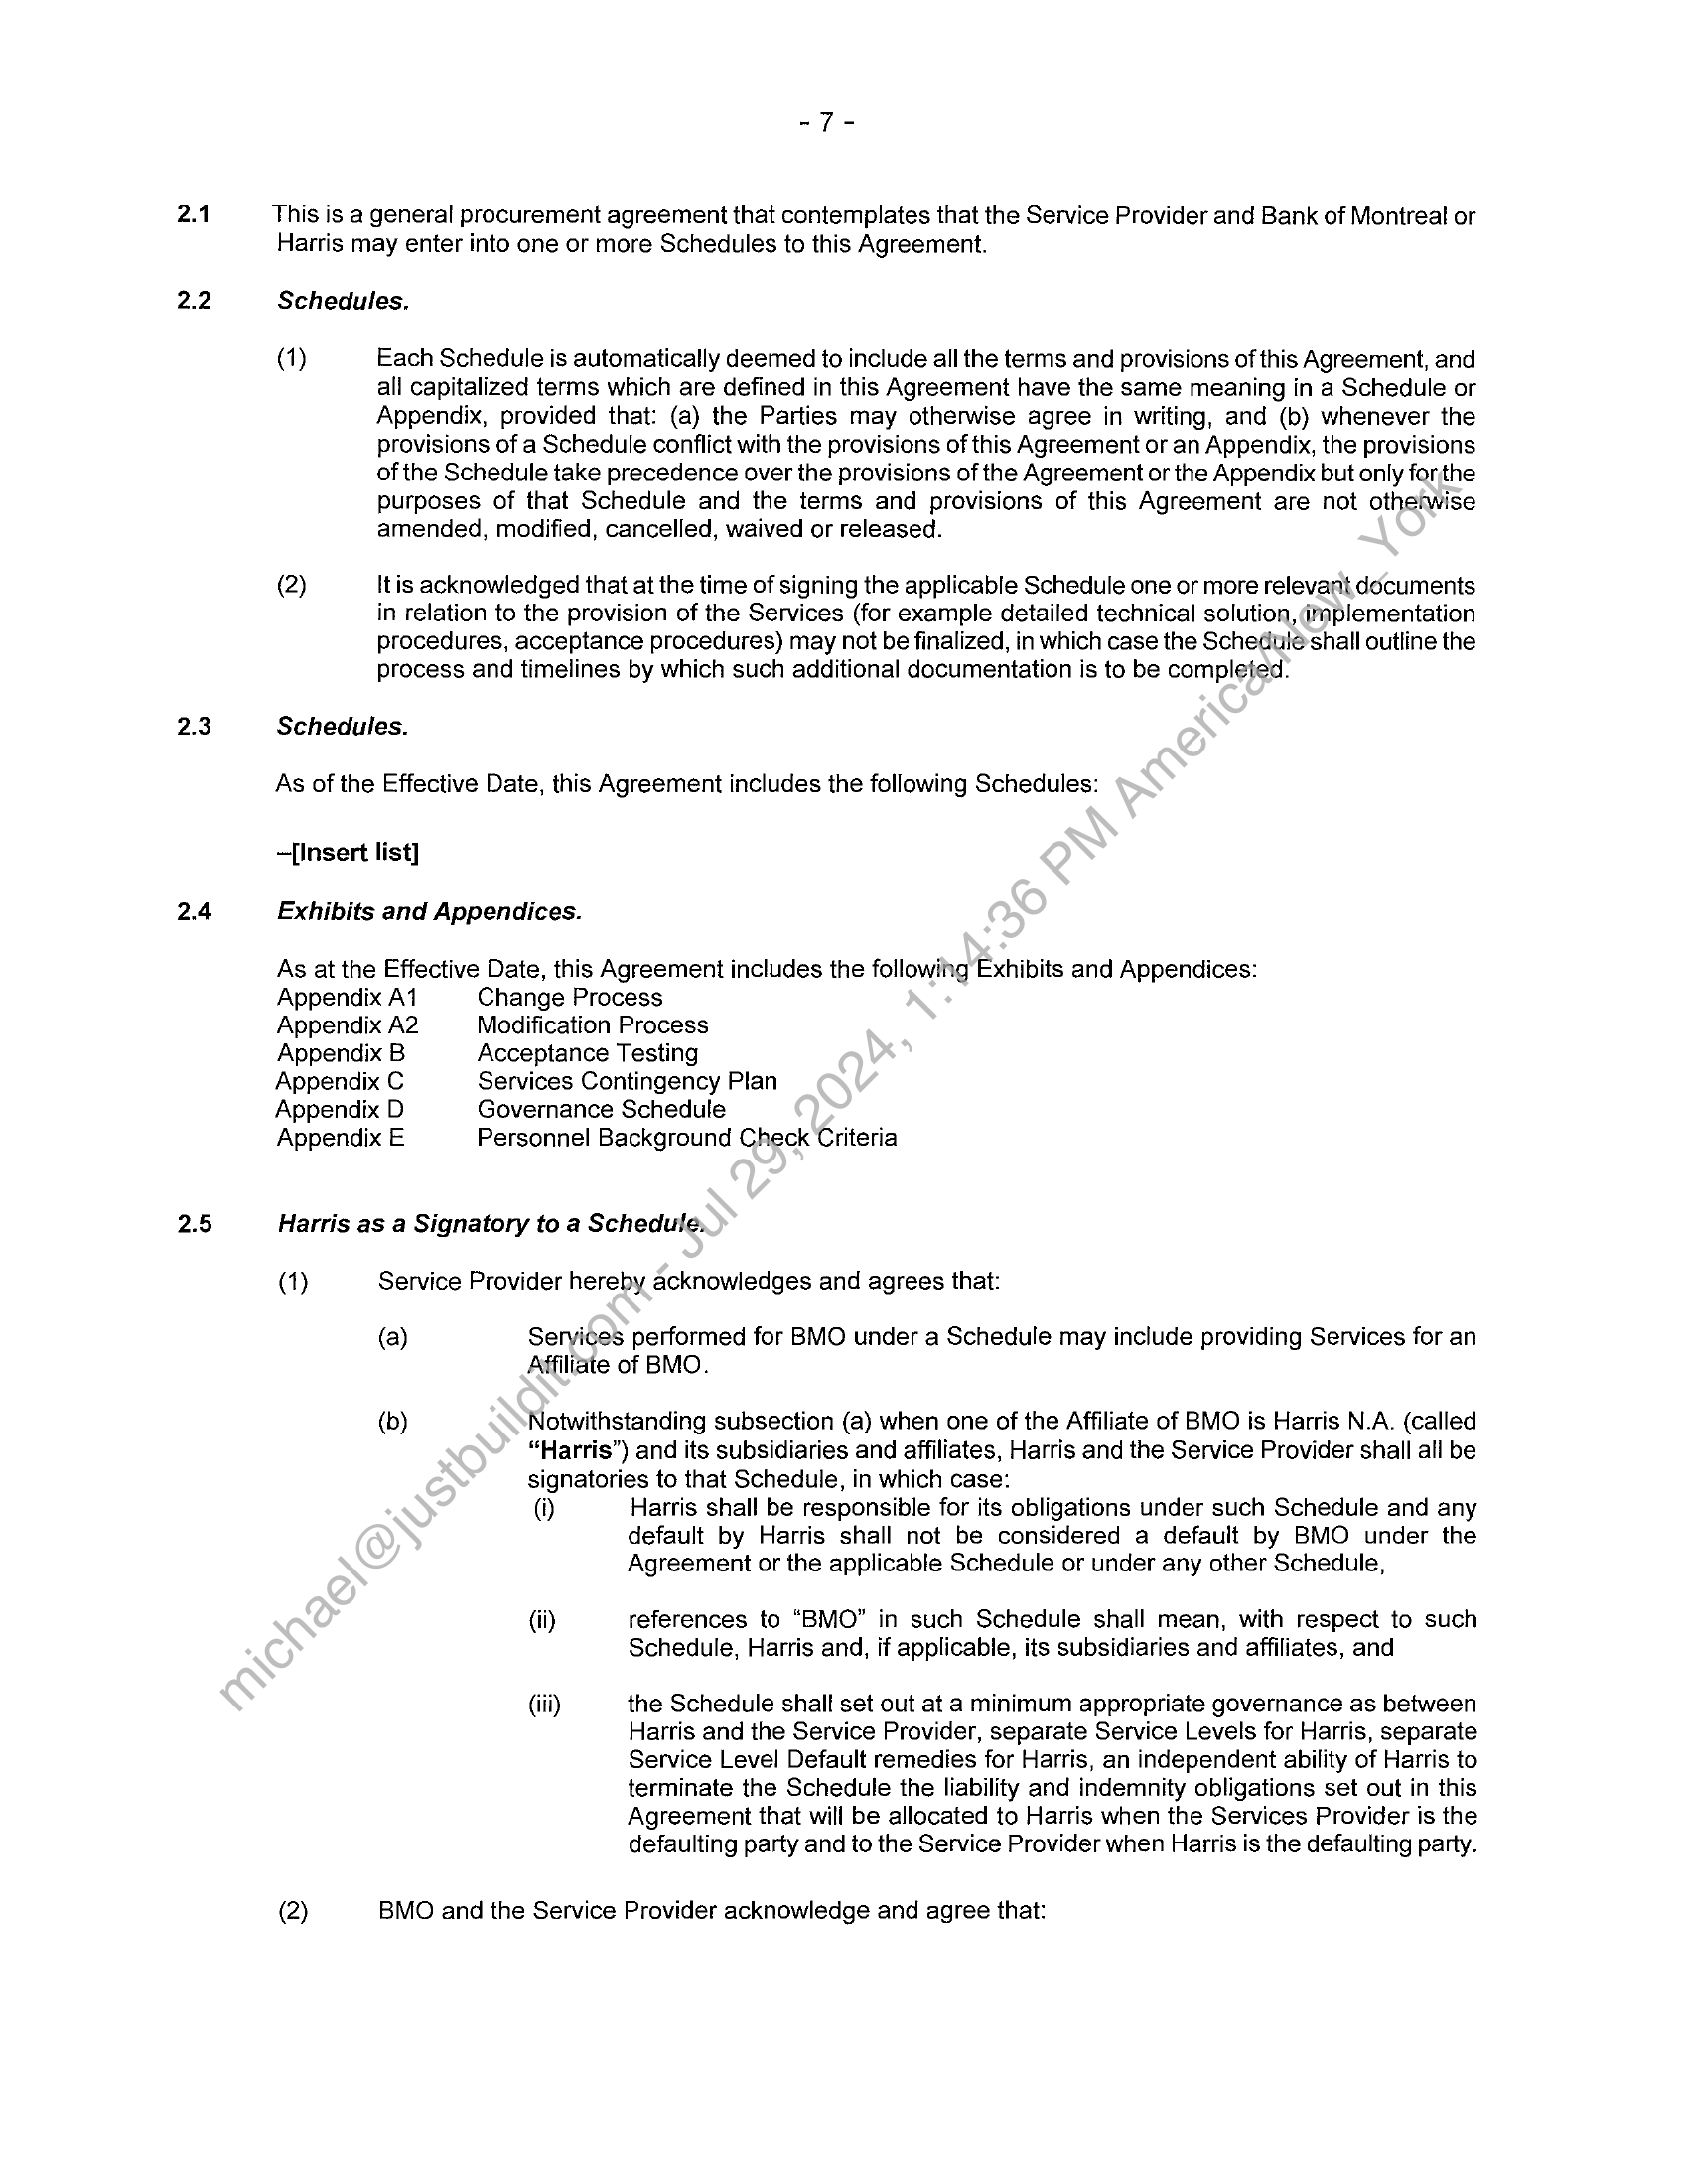 - 7 -
2.1 This is a general procurement agreement that contemplates that the Service Provider and Bank of Montreal or
Harris may enter into one or more Schedules to this Agreement.
2.2 Schedules.
(1) Each Schedule is automatically deemed to include all the terms and provisions of this Agreement, and
all capitalized terms which are defined in this Agreement have the same meaning in a Schedule or
Appendix, provided that: (a) the Parties may otherwise agree in writing, and (b) whenever the
provisions of a Schedule conflict with the provisions of this Agreement or an Appendix, the provisions
of the Schedule take precedence over the provisions of the Agreement or the Appendix but only for the
purposes of that Schedule and the terms and provisions of this Agreement are not otherwise
amended, modified, cancelled, waived or released.
(2) It is acknowledged that at the time of signing the applicable Schedule one or more relevant documents
in relation to the provision of the Services (for example detailed technical solution, implementation
procedures, acceptance procedures) may not be finalized, in which case the Schedule shall outline the
process and timelines by which such additional documentation is to be completed.
2.3 Schedules.
As of the Effective Date, this Agreement includes the following Schedules:
–[Insert list]
2.4 Exhibits and Appendices.
As at the Effective Date, this Agreement includes the following Exhibits and Appendices:
Appendix A1 Change Process
Appendix A2 Modification Process
Appendix B Acceptance Testing
Appendix C Services Contingency Plan
Appendix D Governance Schedule
Appendix E Personnel Background Check Criteria
2.5 Harris as a Signatory to a Schedule.
(1) Service Provider hereby acknowledges and agrees that:
(a) Services performed for BMO under a Schedule may include providing Services for an
Affiliate of BMO.
(b) Notwithstanding subsection (a) when one of the Affiliate of BMO is Harris N.A. (called
“Harris”) and its subsidiaries and affiliates, Harris and the Service Provider shall all be
signatories to that Schedule, in which case:
(i) Harris shall be responsible for its obligations under such Schedule and any
default by Harris shall not be considered a default by BMO under the
Agreement or the applicable Schedule or under any other Schedule,
(ii) references to “BMO” in such Schedule shall mean, with respect to such
Schedule, Harris and, if applicable, its subsidiaries and affiliates, and
(iii) the Schedule shall set out at a minimum appropriate governance as between
Harris and the Service Provider, separate Service Levels for Harris, separate
Service Level Default remedies for Harris, an independent ability of Harris to
terminate the Schedule the liability and indemnity obligations set out in this
Agreement that will be allocated to Harris when the Services Provider is the
defaulting party and to the Service Provider when Harris is the defaulting party.
(2) BMO and the Service Provider acknowledge and agree that:
michael@justbuildit.com - Jul 29, 2024, 1:14:36 PM America/New_York